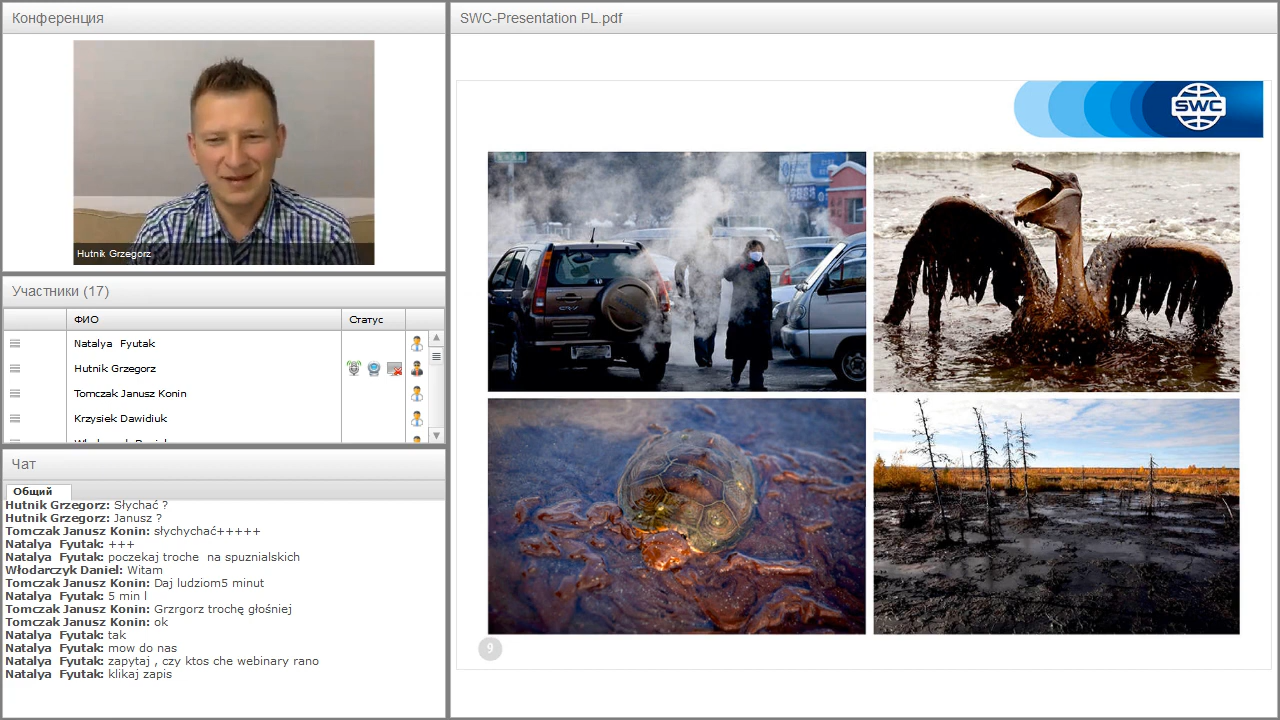 Конференция
Hutnik Grzegorz
Участники (17)
ФИО
Статус
Natalya Fyutak
Hutnik Grzegorz
Tomczak Janusz Konin
Krzysiek Dawidiuk
Чат
Общий
Hutnik Grzegorz: Słychać ?
Hutnik Grzegorz: Janusz ?
Tomczak Janusz Konin: słychychać+++++
Natalya Fyutak: +++
Natalya Fyutak: poczekaj troche na spuznialskich
Włodarczyk Daniel: Witam
Tomczak Janusz Konin: Daj ludziom5 minut
Natalya Fyutak: 5 min l
Tomczak Janusz Konin: Grzrgorz trochę głośniej
Tomczak Janusz Konin: ok
Natalya Fyutak: tak
Natalya Fyutak: mow do nas
Natalya Fyutak: zapytaj , czy ktos che webinary rano
Natalya Fyutak: klikaj zapis
SWC-Presentation PL.pdf
SWC
9